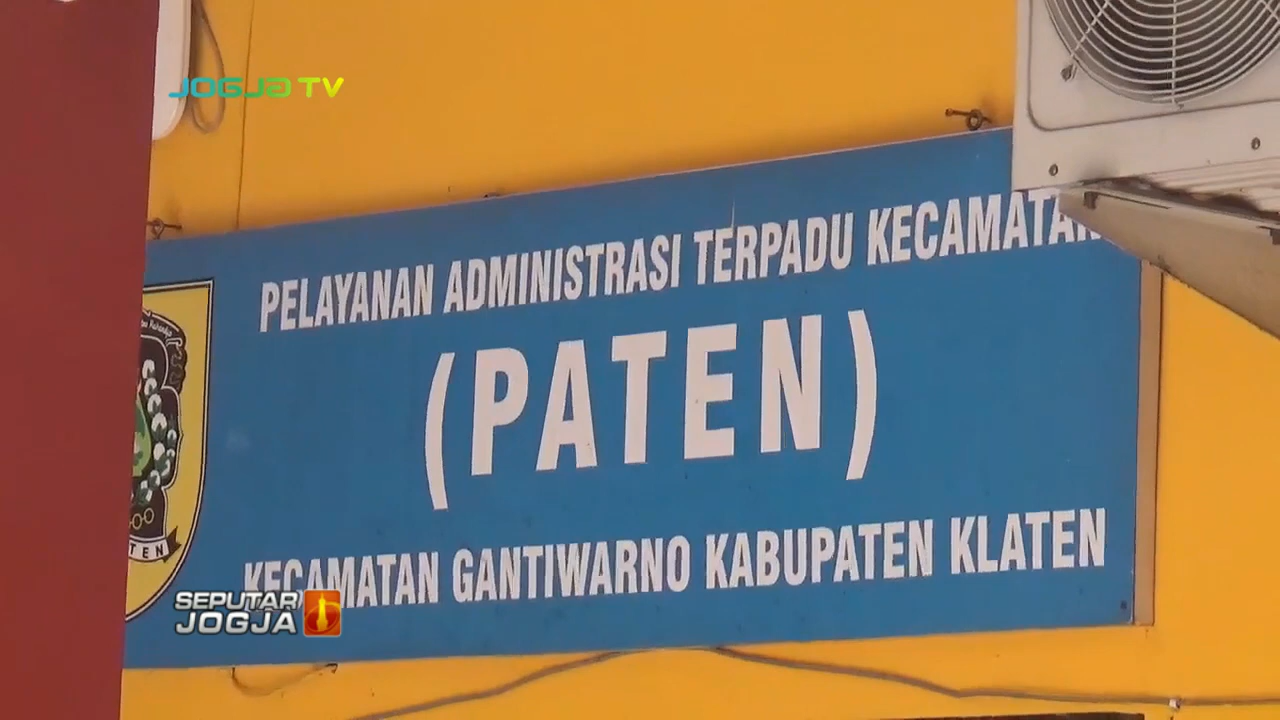 JOGJA TV
PELAYANAN ADMINISTRASI TERPADU KECAMATAN
(PATEN)
KECAMATAN GANTIWARNO KABUPATEN KLATEN
SEPUTAR
JOGJA